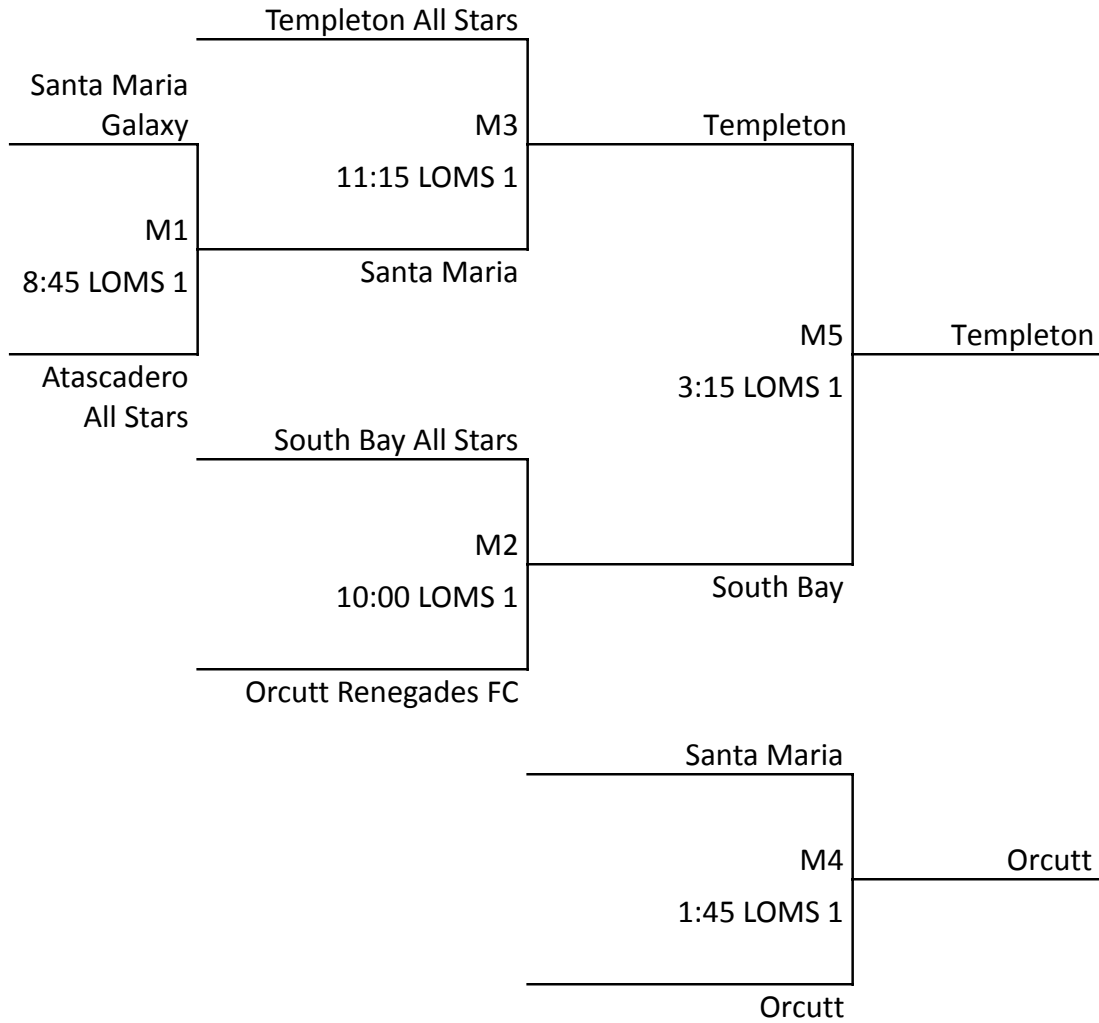 Templeton All Stars
Santa Maria
Galaxy
M3
Templeton
11:15 LOMS 1
M1
Santa Maria
8:45 LOMS 1
M5
Templeton
Atascadero
All Stars
3:15 LOMS 1
South Bay All Stars
M2
South Bay
10:00 LOMS 1
Orcutt Renegades FC
Santa Maria
M4
Orcutt
1:45 LOMS 1
Orcutt